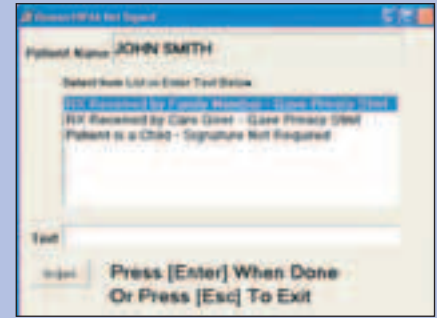 Reason HIPAA Not Signed
Patient Name JOHN SMITH
Select from List or Enter Text Below
RX Received by Family Member - Gave Privacy Stmt
RX Received by Care Giver - Gave Privacy Stmt
Patient is a Child - Signature Not Required
Text
Press [Enter] When Done
Or Press [Esc] To Exit